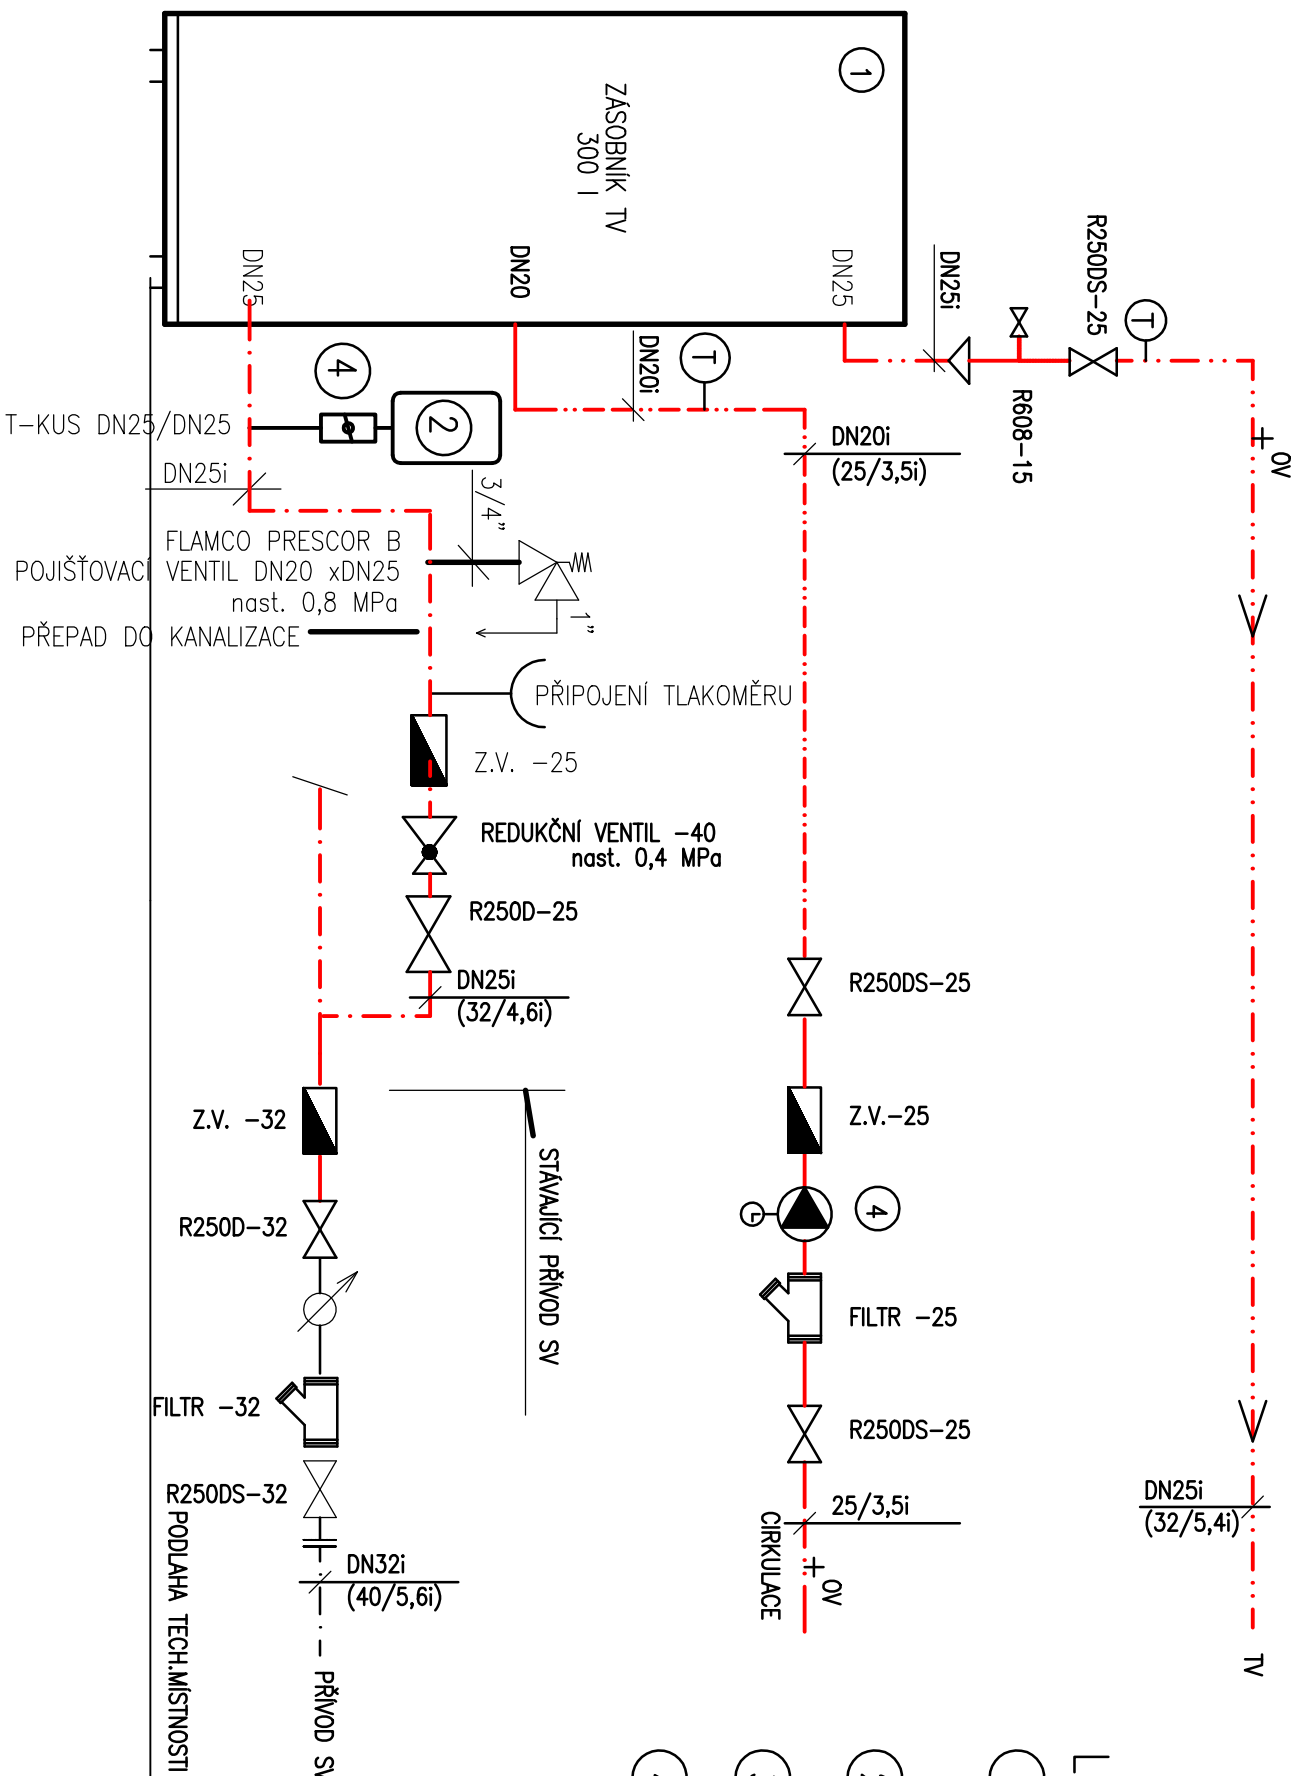 1
ZÁSOBNÍK TV
300 l
DN25
DN20
DN25
DN25i
R250DS-25
T
R608-15
+ OV
T
DN20i
DN20i
(25/3,5i)
4
2
T-KUS DN25/DN25
DN25i
3/4"
FLAMCO PRESCOR B
POJIŠŤOVACÍ VENTIL DN20 xDN25
nast. 0,8 MPa
1"
PŘEPAD DO KANALIZACE
PŘIPOJENÍ TLAKOMĚRU
Z.V. -25
REDUKČNÍ VENTIL -40
nast. 0,4 MPa
R250D-25
DN25i
(32/4,6i)
R250DS-25
Z.V. -32
STÁVAJÍCÍ PŘÍVOD SV
Z.V.-25
4
L
R250D-32
FILTR -25
FILTR -32
R250DS-25
R250DS-32
25/3,5i
CIRKULACE
+ OV
DN25i
(32/5,4i)
DN32i
(40/5,6i)
PODLAHA TECH.MÍSTNOSTI
PŘÍVOD SV
TV